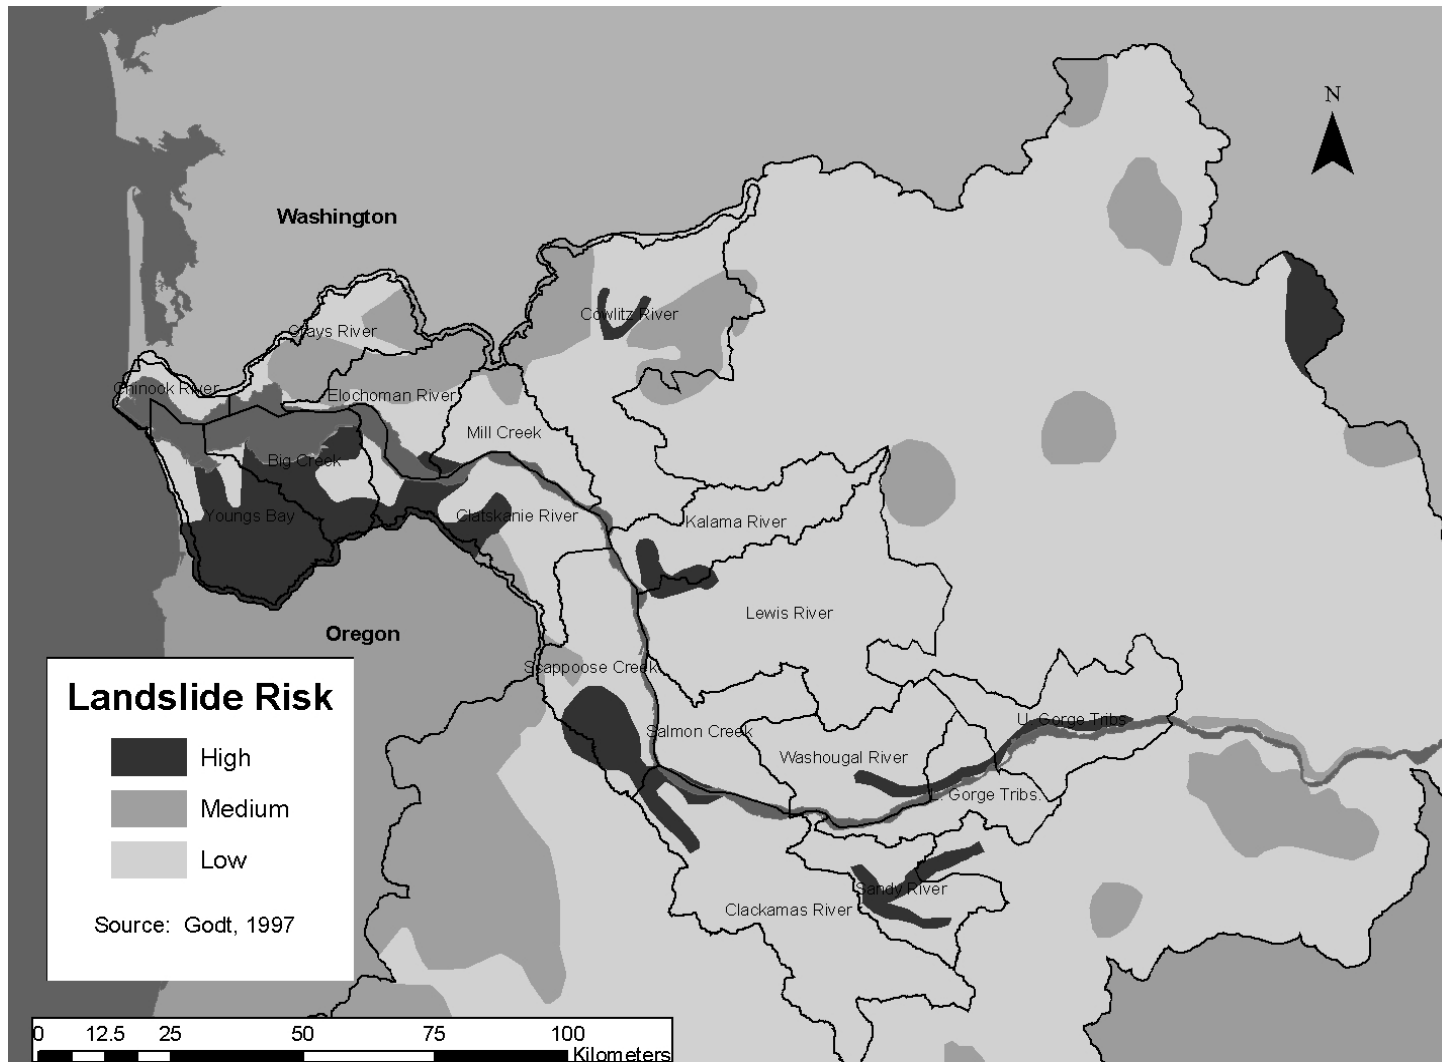 N
Washington
Cowlitz River
Grays River
Chinook River
Elochoman River
Mill Creek
Big Creek
Youngs Bay
Clatskanie River
Kalama River
Lewis River
Oregon
Scappoose Creek
Salmon Creek
U. Gorge Tribs
Washougal River
L. Gorge Tribs.
Sandy River
Clackamas River
Landslide Risk
High
Medium
Low
Source: Godt, 1997
0 12.5 25 50 75 100
Kilometers